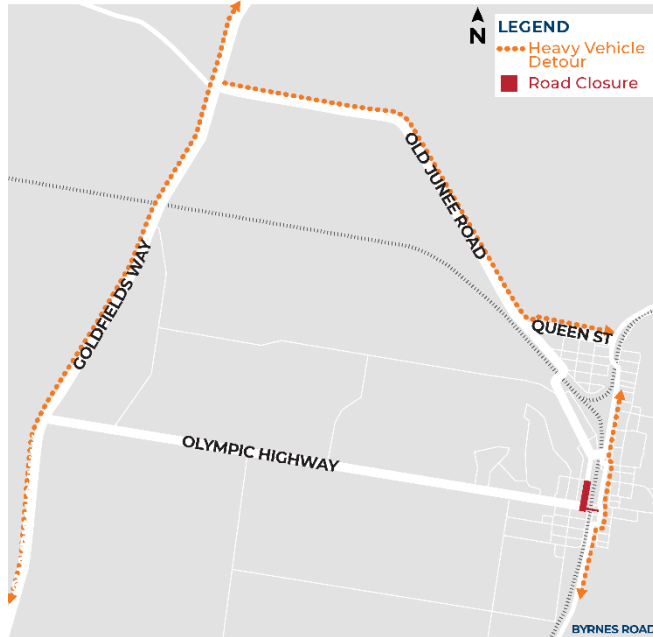 N
LEGEND
Heavy Vehicle
Detour
Road Closure
OLD JUNEE ROAD
GOLDFIELDS WAY
QUEEN ST
OLYMPIC HIGHWAY
BYRNES ROAD